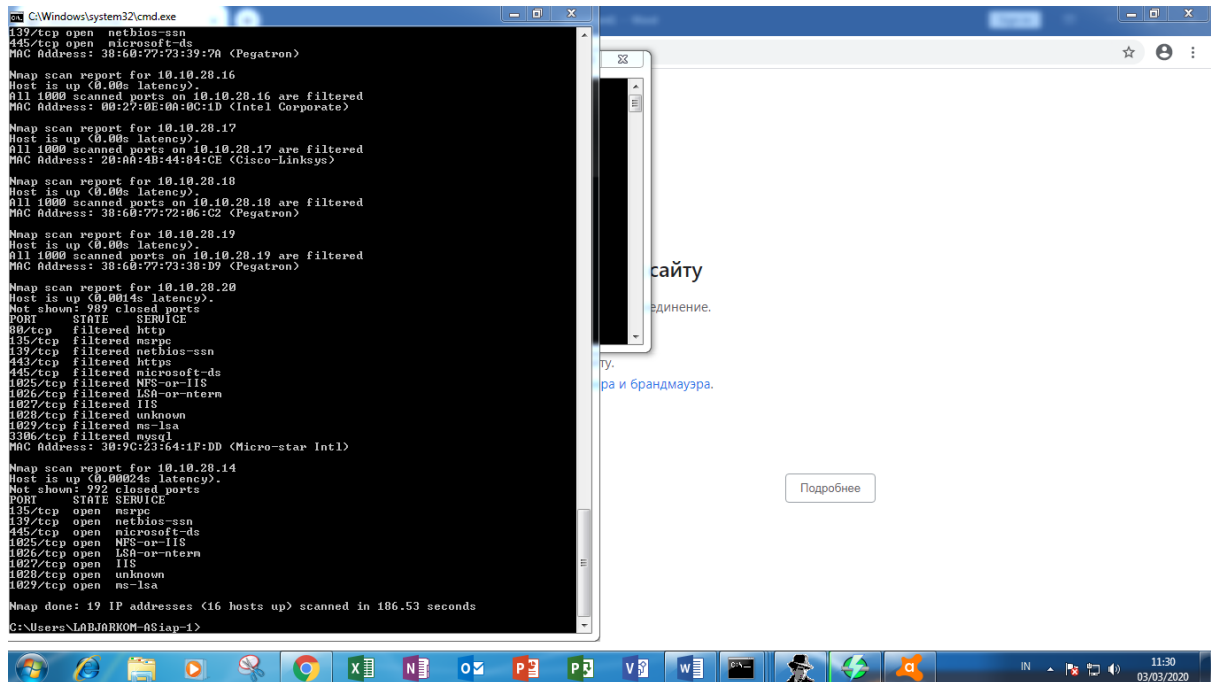 C:\Windows\system32\cmd.exe
139/tcp open  netbios-ssn
445/tcp open  microsoft-ds
MAC Address: 38:60:77:73:39:7A (Pegatron)
Nmap scan report for 10.10.28.16
Host is up (0.00s latency).
All 1000 scanned ports on 10.10.28.16 are filtered
MAC Address: 00:27:0E:0A:0C:1D (Intel Corporate)
Nmap scan report for 10.10.28.17
Host is up (0.00s latency).
All 1000 scanned ports on 10.10.28.17 are filtered
MAC Address: 20:AA:4B:44:84:CE (Cisco-Linksys)
Nmap scan report for 10.10.28.18
Host is up (0.00s latency).
All 1000 scanned ports on 10.10.28.18 are filtered
MAC Address: 38:60:77:72:06:C2 (Pegatron)
Nmap scan report for 10.10.28.19
Host is up (0.00s latency).
All 1000 scanned ports on 10.10.28.19 are filtered
MAC Address: 38:60:77:73:38:D9 (Pegatron)
Nmap scan report for 10.10.28.20
Host is up (0.0014s latency).
Not shown: 989 closed ports
PORT     STATE    SERVICE
80/tcp   filtered http
135/tcp  filtered msrpc
139/tcp  filtered netbios-ssn
443/tcp  filtered https
445/tcp  filtered microsoft-ds
1025/tcp filtered NFS-or-IIS
1026/tcp filtered LSA-or-nterm
1027/tcp filtered IIS
1028/tcp filtered unknown
1029/tcp filtered ms-lsa
3306/tcp filtered mysql
MAC Address: 30:9C:23:64:1F:DD (Micro-star Intl)
Nmap scan report for 10.10.28.14
Host is up (0.00024s latency).
Not shown: 992 closed ports
PORT     STATE SERVICE
135/tcp  open  msrpc
139/tcp  open  netbios-ssn
445/tcp  open  microsoft-ds
1025/tcp open  NFS-or-IIS
1026/tcp open  LSA-or-nterm
1027/tcp open  IIS
1028/tcp open  unknown
1029/tcp open  ms-lsa
Nmap done: 19 IP addresses (16 hosts up) scanned in 186.53 seconds
C:\Users\LABJARKOM-ASiap-1>
сайту
единение.
ту.
ра и брандмауэра.
Подробнее
IN
11:30
03/03/2020